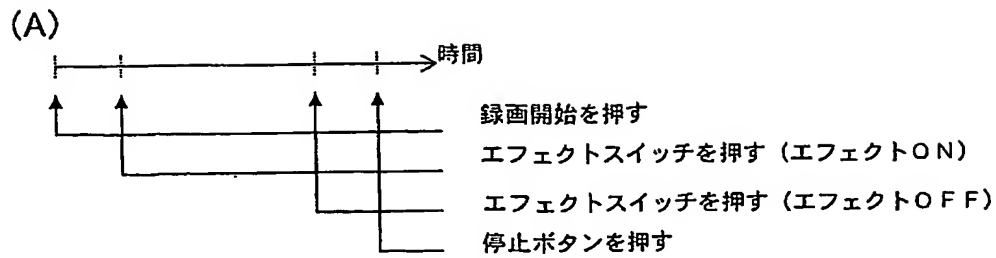 (A)
時間
録画開始を押す
エフェクトスイッチを押す（エフェクトＯＮ）
エフェクトスイッチを押す（エフェクトＯＦＦ）
停止ボタンを押す